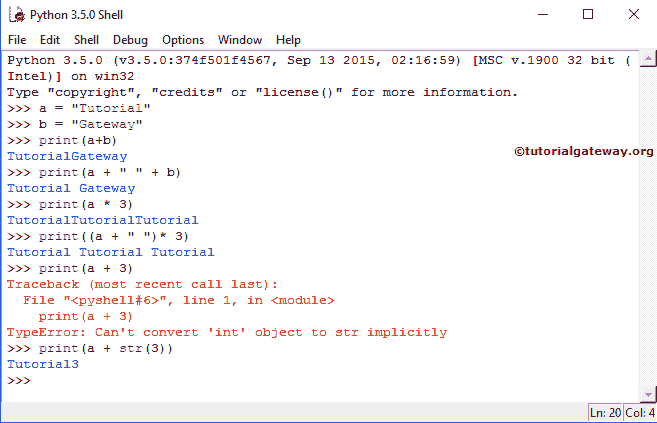 Python 3.5.0 Shell
File Edit Shell Debug Options Window Help
Python 3.5.0 (v3.5.0:374f501f4567, Sep 13 2015, 02:16:59) [MSC v.1900 32 bit (
Intel)] on win32
Type "copyright", "credits" or "license()" for more information.
>>> a = "Tutorial"
>>> b = "Gateway"
>>> print(a+b)
TutorialGateway
©tutorialgateway.org
>>> print(a + " " + b)
Tutorial Gateway
>>> print(a * 3)
TutorialTutorialTutorial
>>> print((a + " ")* 3)
Tutorial Tutorial Tutorial
>>> print(a + 3)
Traceback (most recent call last):
  File "<pyshell#6>", line 1, in <module>
    print(a + 3)
TypeError: Can't convert 'int' object to str implicitly
>>> print(a + str(3))
Tutorial3
>>>
Ln: 20 Col: 4